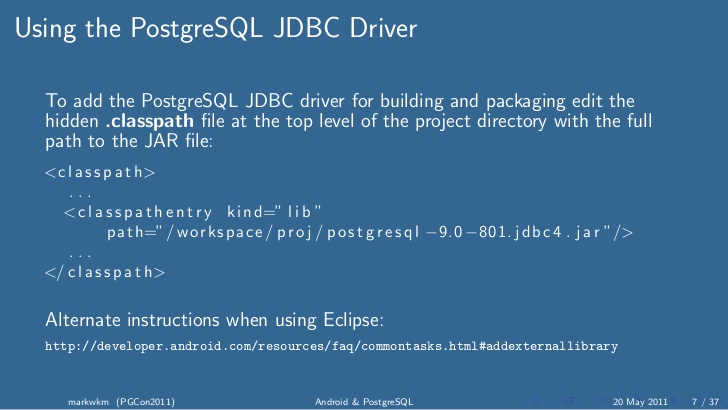 Using the PostgreSQL JDBC Driver
To add the PostgreSQL JDBC driver for building and packaging edit the
hidden .classpath file at the top level of the project directory with the full
path to the JAR file:
<classpath>
...
<classpathentry kind="lib"
path="/workspace/proj/postgresql-9.0-801.jdbc4.jar"/>
...
</classpath>
Alternate instructions when using Eclipse:
http://developer.android.com/resources/faq/commontasks.html#addexternallibrary
markwkm (PGCon2011) Android & PostgreSQL 20 May 2011 7 / 37